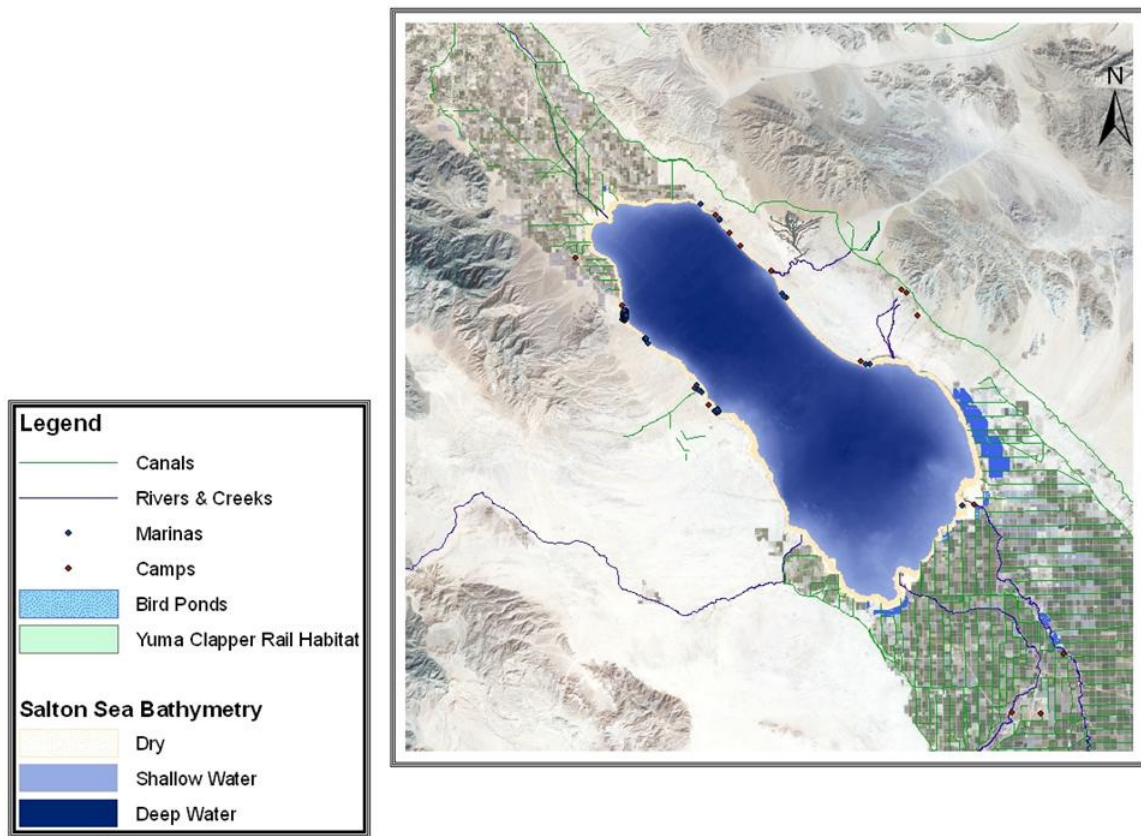 N
Legend
Canals
Rivers & Creeks
Marinas
Camps
Bird Ponds
Yuma Clapper Rail Habitat
Salton Sea Bathymetry
Dry
Shallow Water
Deep Water